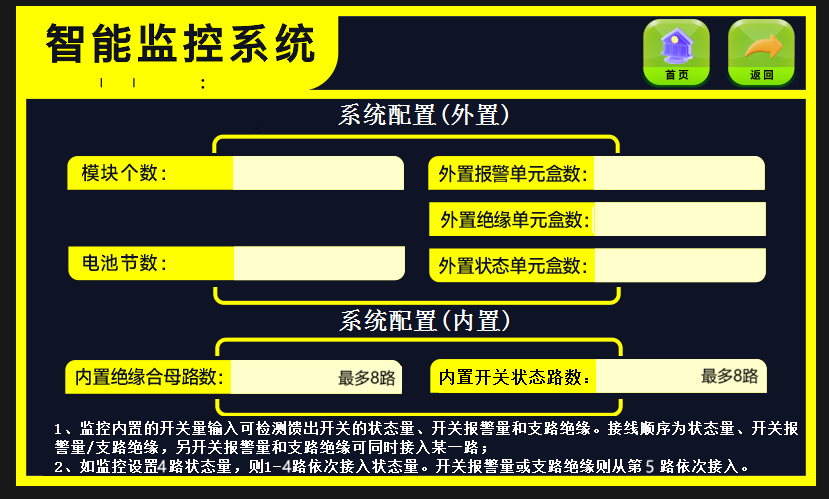 智能监控系统
:
首页
返回
系统配置(外置)
模块个数:
外置报警单元盒数:
外置绝缘单元盒数:
电池节数:
外置状态单元盒数:
系统配置(内置)
内置绝缘合母路数: 最多8路
内置开关状态路数: 最多8路
1、监控内置的开关量输入可检测馈出开关的状态量、开关报警量和支路绝缘。接线顺序为状态量、开关报
警量/支路绝缘,另开关报警量和支路绝缘可同时接入某一路;
2、如监控设置4路状态量,则1-4路依次接入状态量。开关报警量或支路绝缘则从第 5 路依次接入。